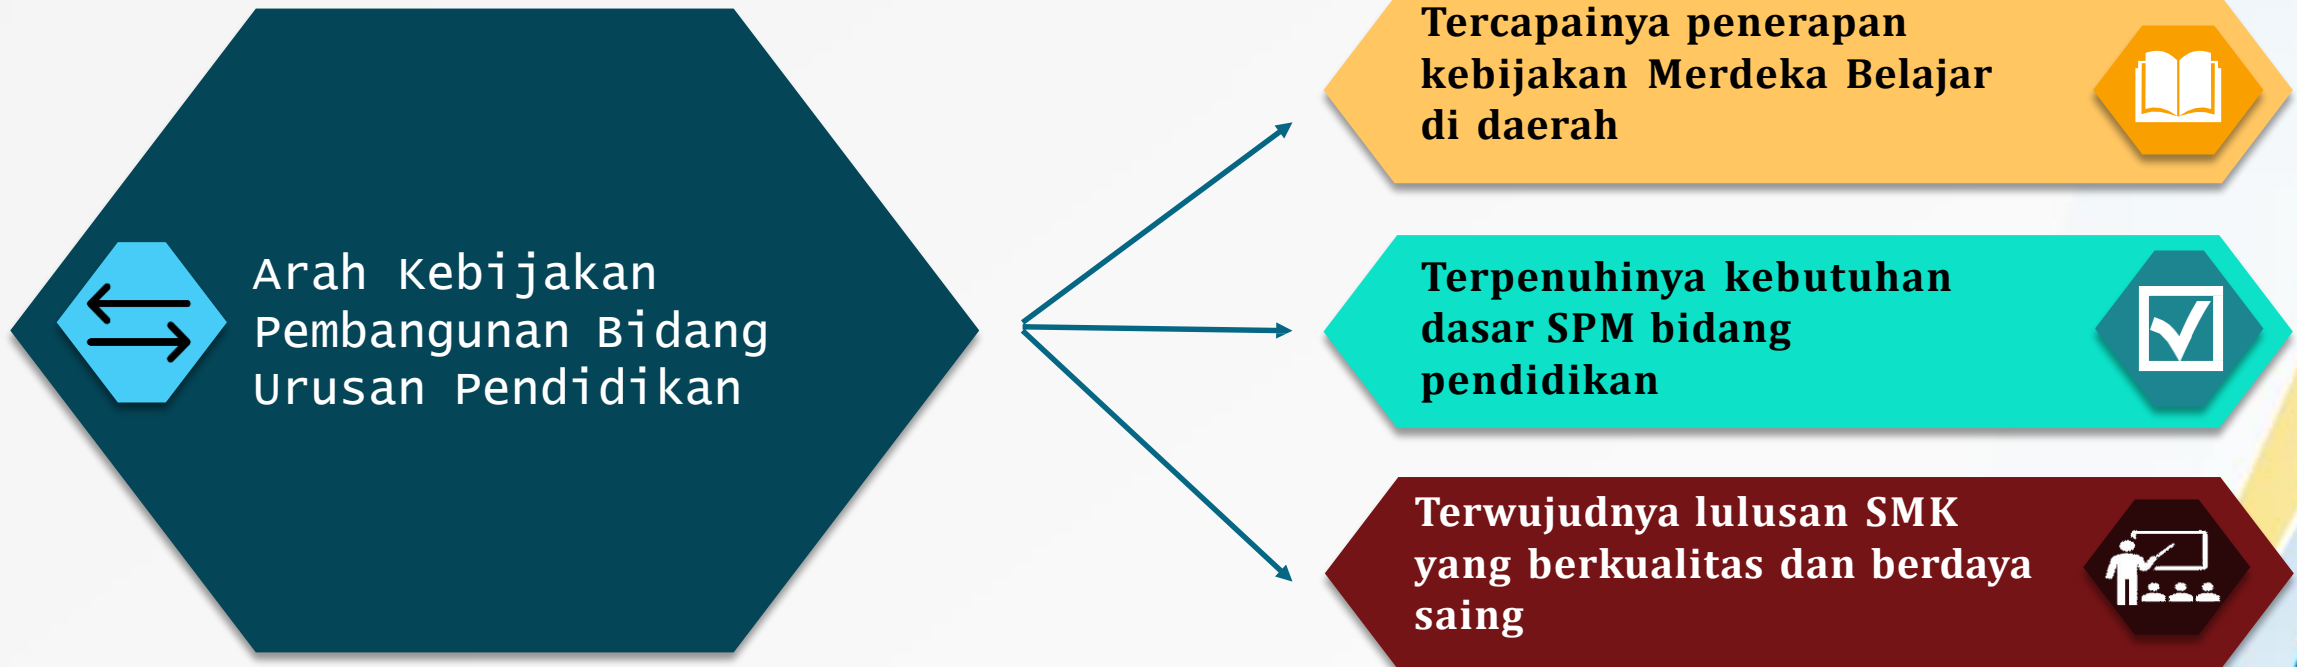 Arah Kebijakan
Pembangunan Bidang
Urusan Pendidikan
Tercapainya penerapan
kebijakan Merdeka Belajar
di daerah
Terpenuhinya kebutuhan
dasar SPM bidang
pendidikan
Terwujudnya lulusan SMK
yang berkualitas dan berdaya
saing